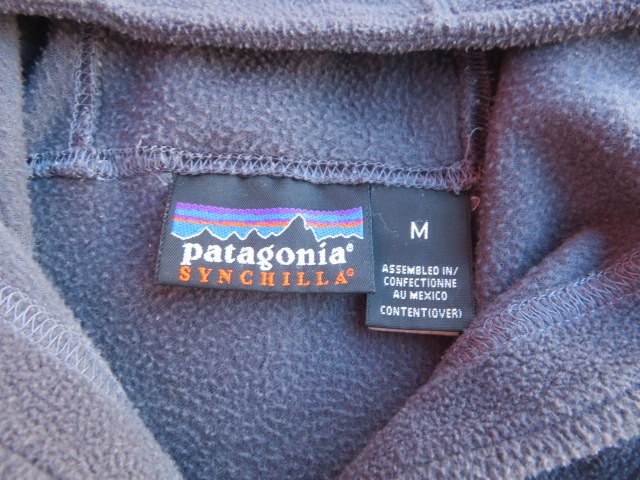 patagonia®
SYNCHILLA®
M
ASSEMBLED IN/
CONFECTIONNE
AU MEXICO
CONTENT(OVER)